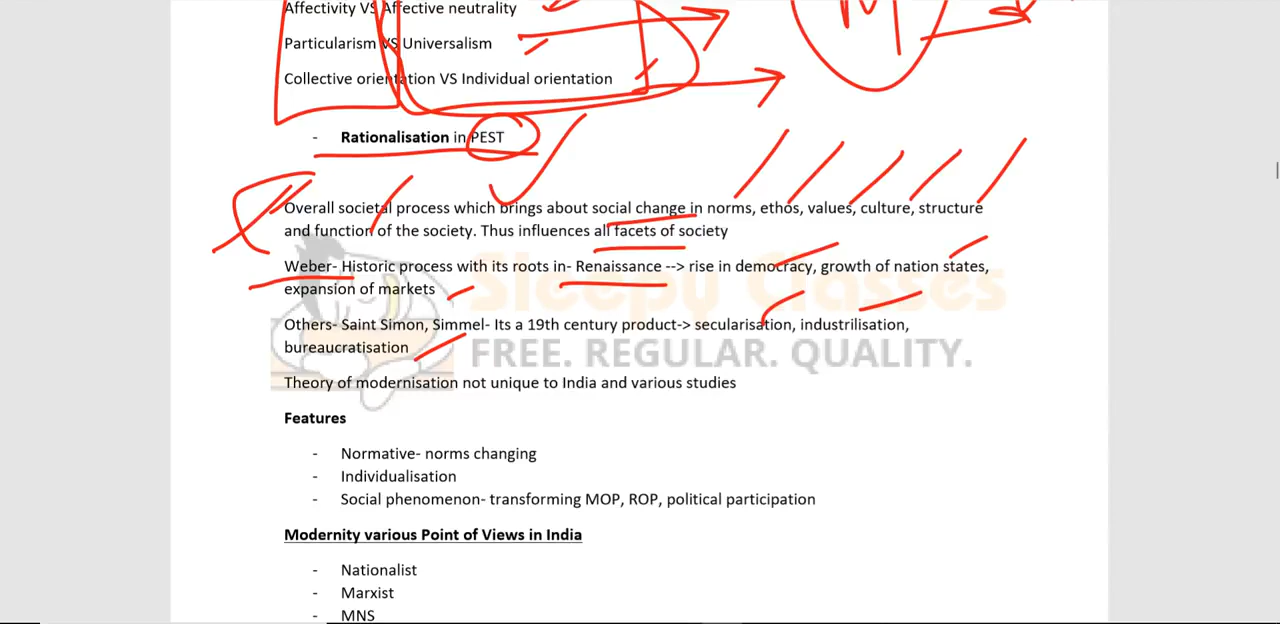 Affectivity VS Affective neutrality
M
Particularism VS Universalism
Collective orientation VS Individual orientation
- Rationalisation in PEST
Overall societal process which brings about social change in norms, ethos, values, culture, structure
and function of the society. Thus influences all facets of society
Weber- Historic process with its roots in- Renaissance --> rise in democracy, growth of nation states,
expansion of markets
Sleepy Classes
Others- Saint Simon, Simmel- Its a 19th century product-> secularisation, industrilisation,
bureaucratisation
FREE. REGULAR. QUALITY.
Theory of modernisation not unique to India and various studies
Features
- Normative- norms changing
- Individualisation
- Social phenomenon- transforming MOP, ROP, political participation
Modernity various Point of Views in India
- Nationalist
- Marxist
- MNS